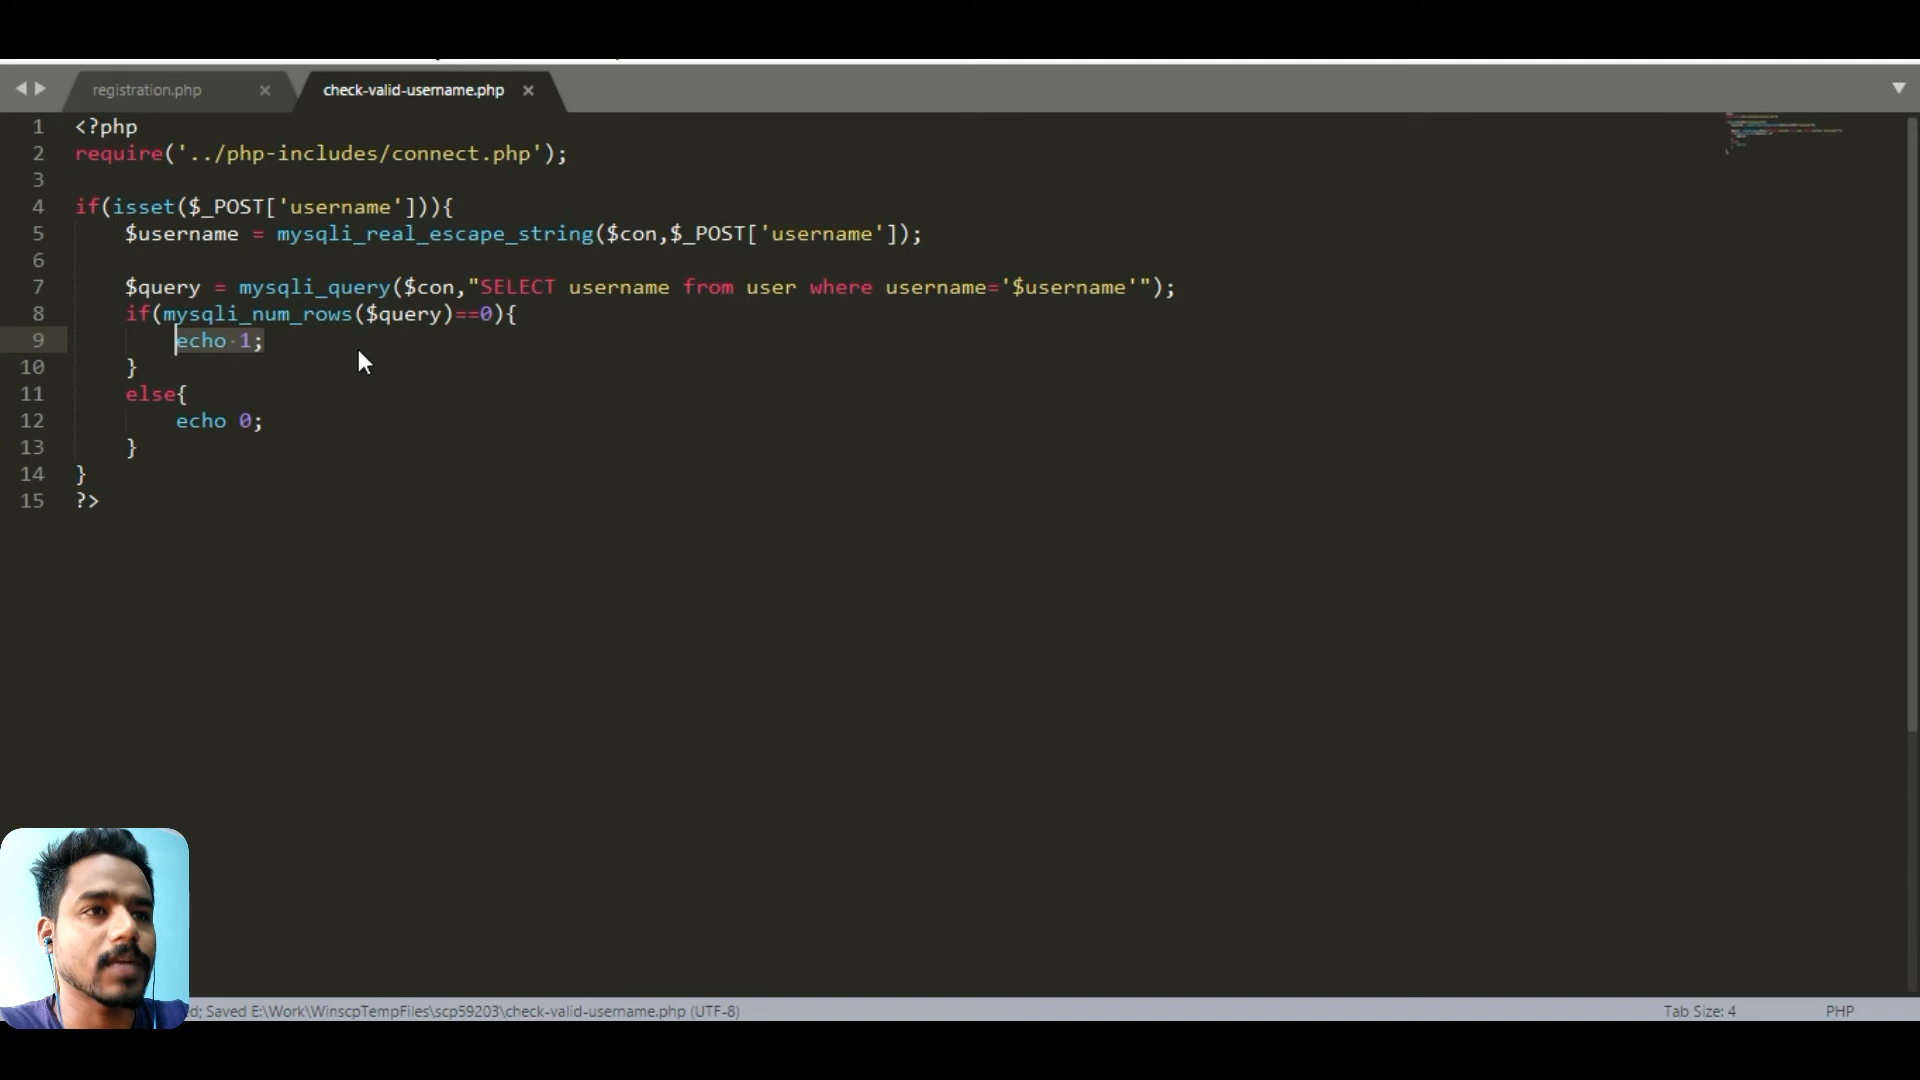 registration.php
check-valid-username.php
1 <?php
2 require('../php-includes/connect.php');
3
4 if(isset($_POST['username'])){
5 $username = mysqli_real_escape_string($con,$_POST['username']);
6
7 $query = mysqli_query($con,"SELECT username from user where username='$username'");
8 if(mysqli_num_rows($query)==0){
9 echo 1;
10 }
11 else{
12 echo 0;
13 }
14 }
15 ?>
Saved E:\Work\WinscpTempFiles\scp59203\check-valid-username.php (UTF-8)
Tab Size: 4
PHP